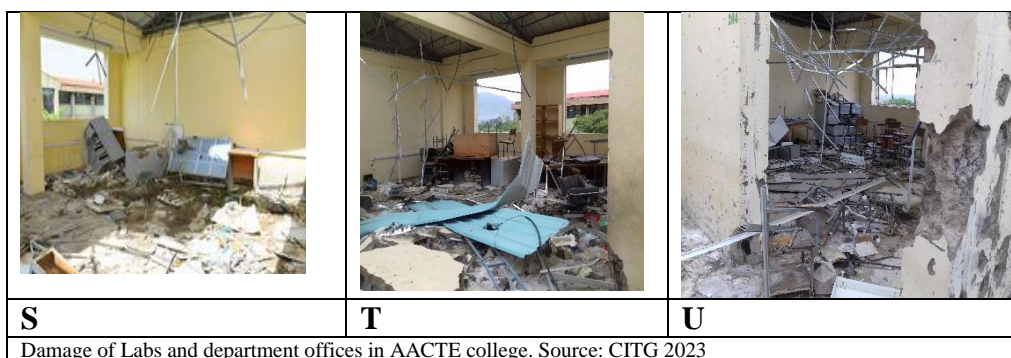 S
T
U
Damage of Labs and department offices in AACTE college. Source: CITG 2023